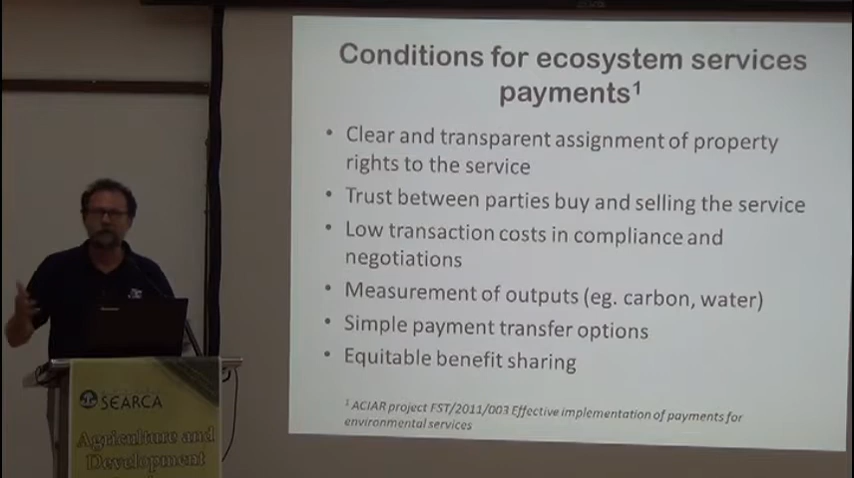 Conditions for ecosystem services
payments¹
• Clear and transparent assignment of property
rights to the service
• Trust between parties buy and selling the service
• Low transaction costs in compliance and
negotiations
• Measurement of outputs (eg. carbon, water)
• Simple payment transfer options
• Equitable benefit sharing
¹ ACIAR project FST/2011/003 Effective implementation of payments for
environmental services
SEARCA
Agriculture and
Development